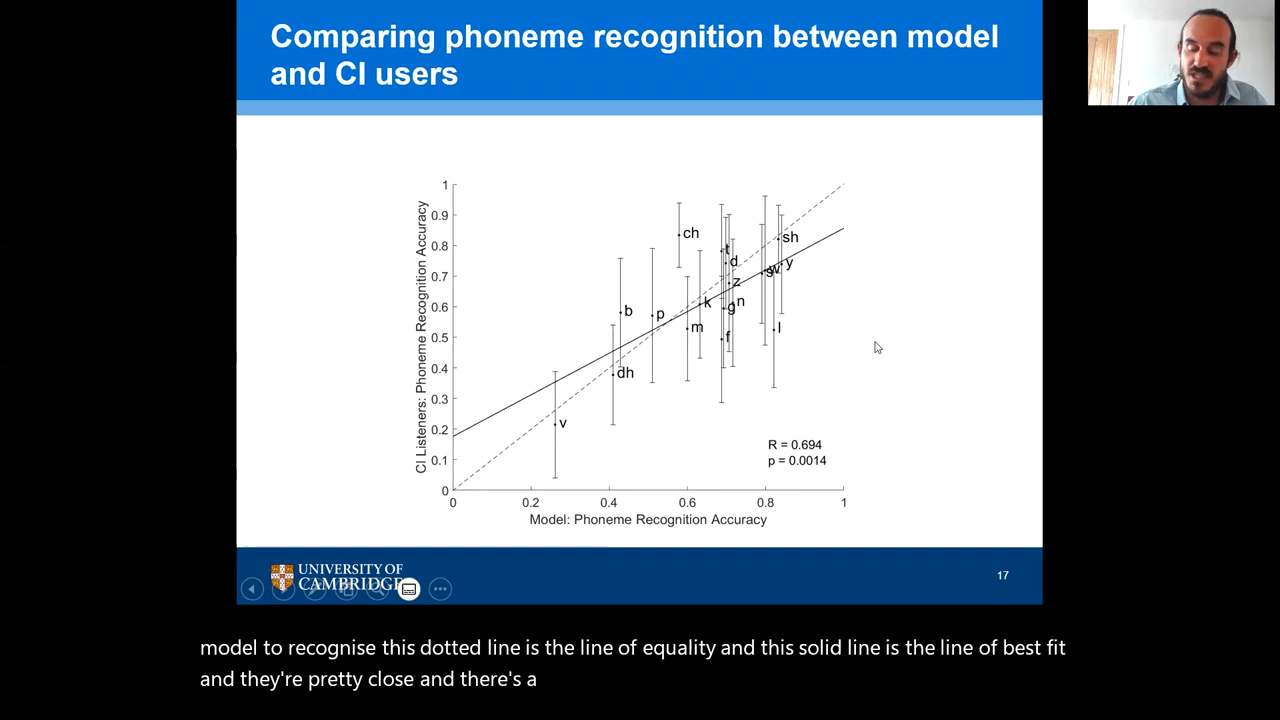 Comparing phoneme recognition between model
and CI users
CI Listeners: Phoneme Recognition Accuracy
1
0.9
0.8
0.7
0.6
0.5
0.4
0.3
0.2
0.1
0
ch
sh
t
d
y
s
w
z
n
g
k
b
p
m
l
f
dh
v
R = 0.694
p = 0.0014
0
0.2
0.4
0.6
0.8
1
Model: Phoneme Recognition Accuracy
UNIVERSITY OF
CAMBRIDGE
17
model to recognise this dotted line is the line of equality and this solid line is the line of best fit
and they're pretty close and there's a